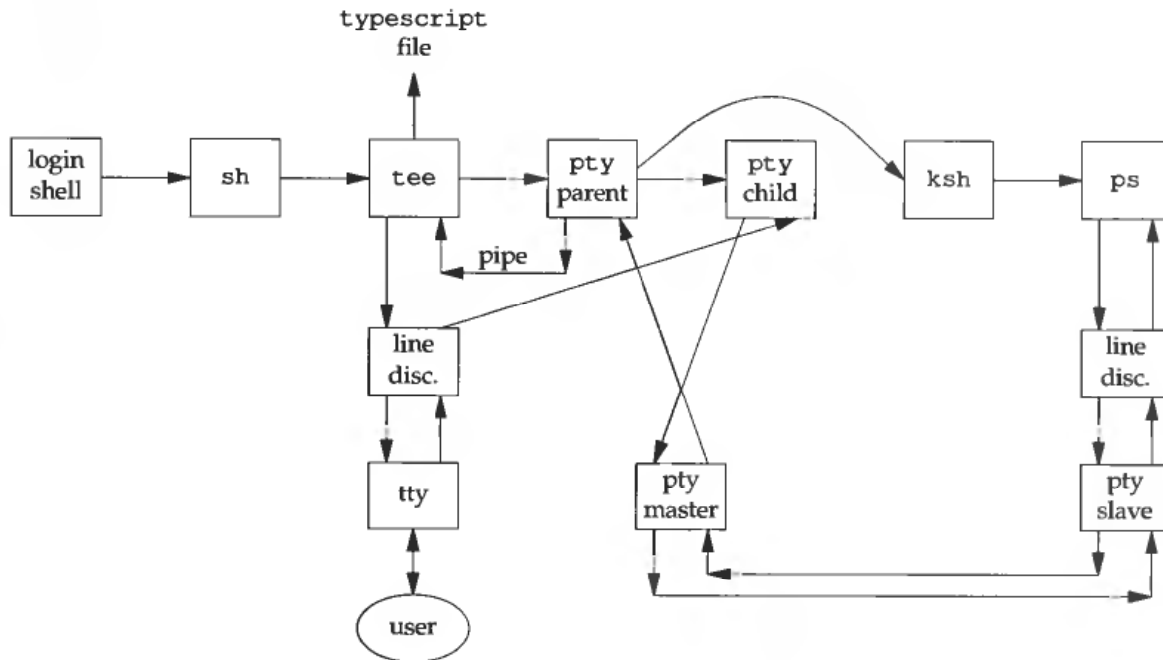 typescript
file
login
shell
sh
tee
pty
parent
pty
child
ksh
ps
pipe
line
disc.
line
disc.
tty
pty
master
pty
slave
user